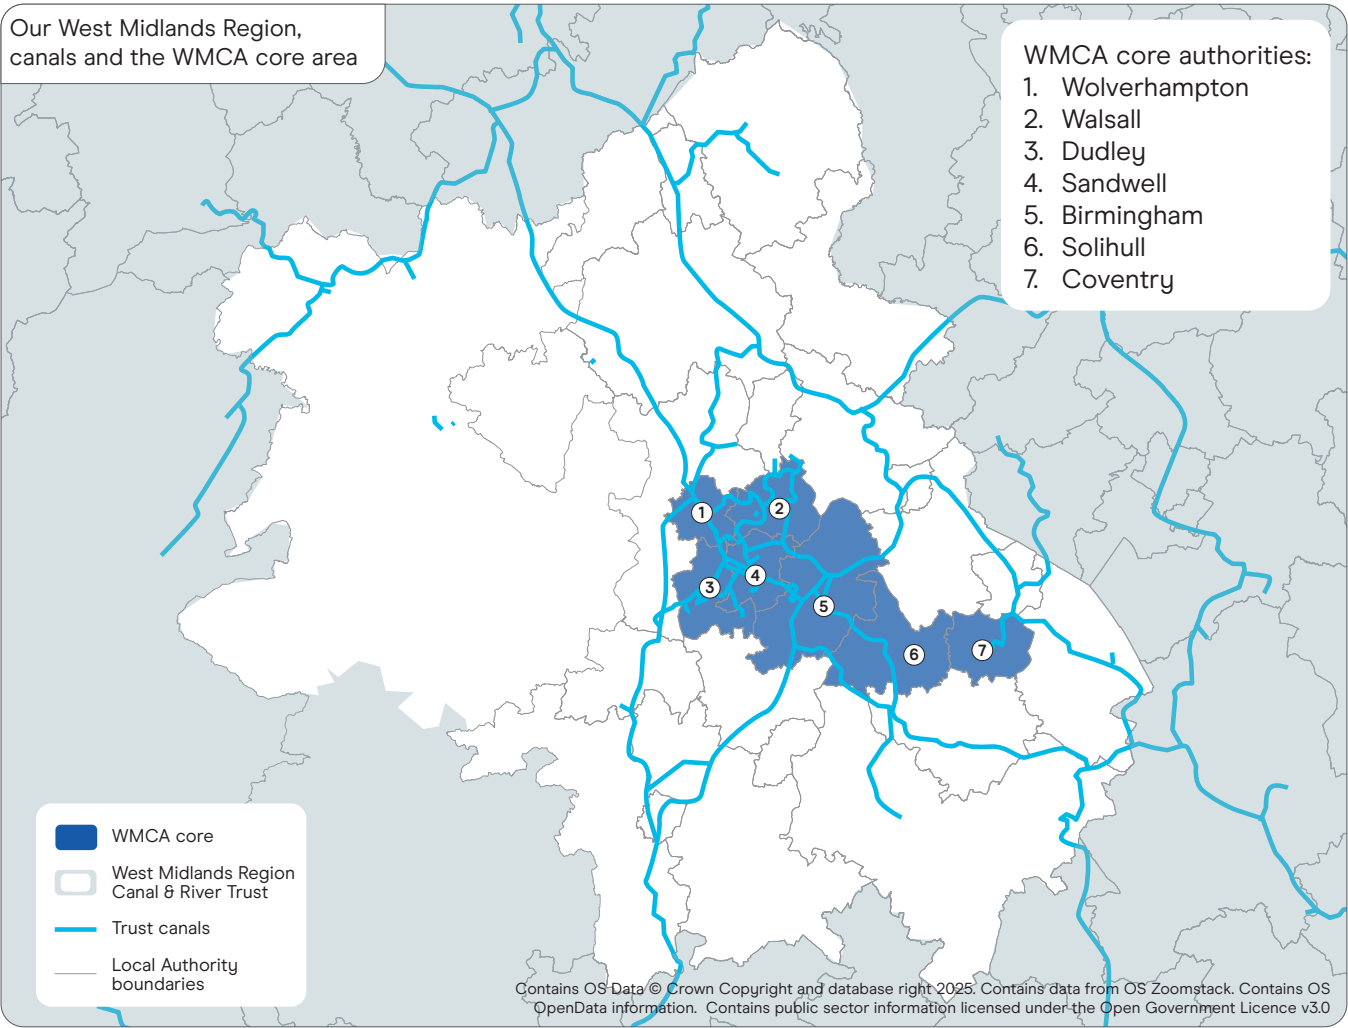 Our West Midlands Region,
canals and the WMCA core area
WMCA core authorities:
1. Wolverhampton
2. Walsall
3. Dudley
4. Sandwell
5. Birmingham
6. Solihull
7. Coventry
1
2
3
4
5
6
7
WMCA core
West Midlands Region
Canal & River Trust
Trust canals
Local Authority
boundaries
Contains OS Data © Crown Copyright and database right 2025. Contains data from OS Zoomstack. Contains OS
OpenData information. Contains public sector information licensed under the Open Government Licence v3.0